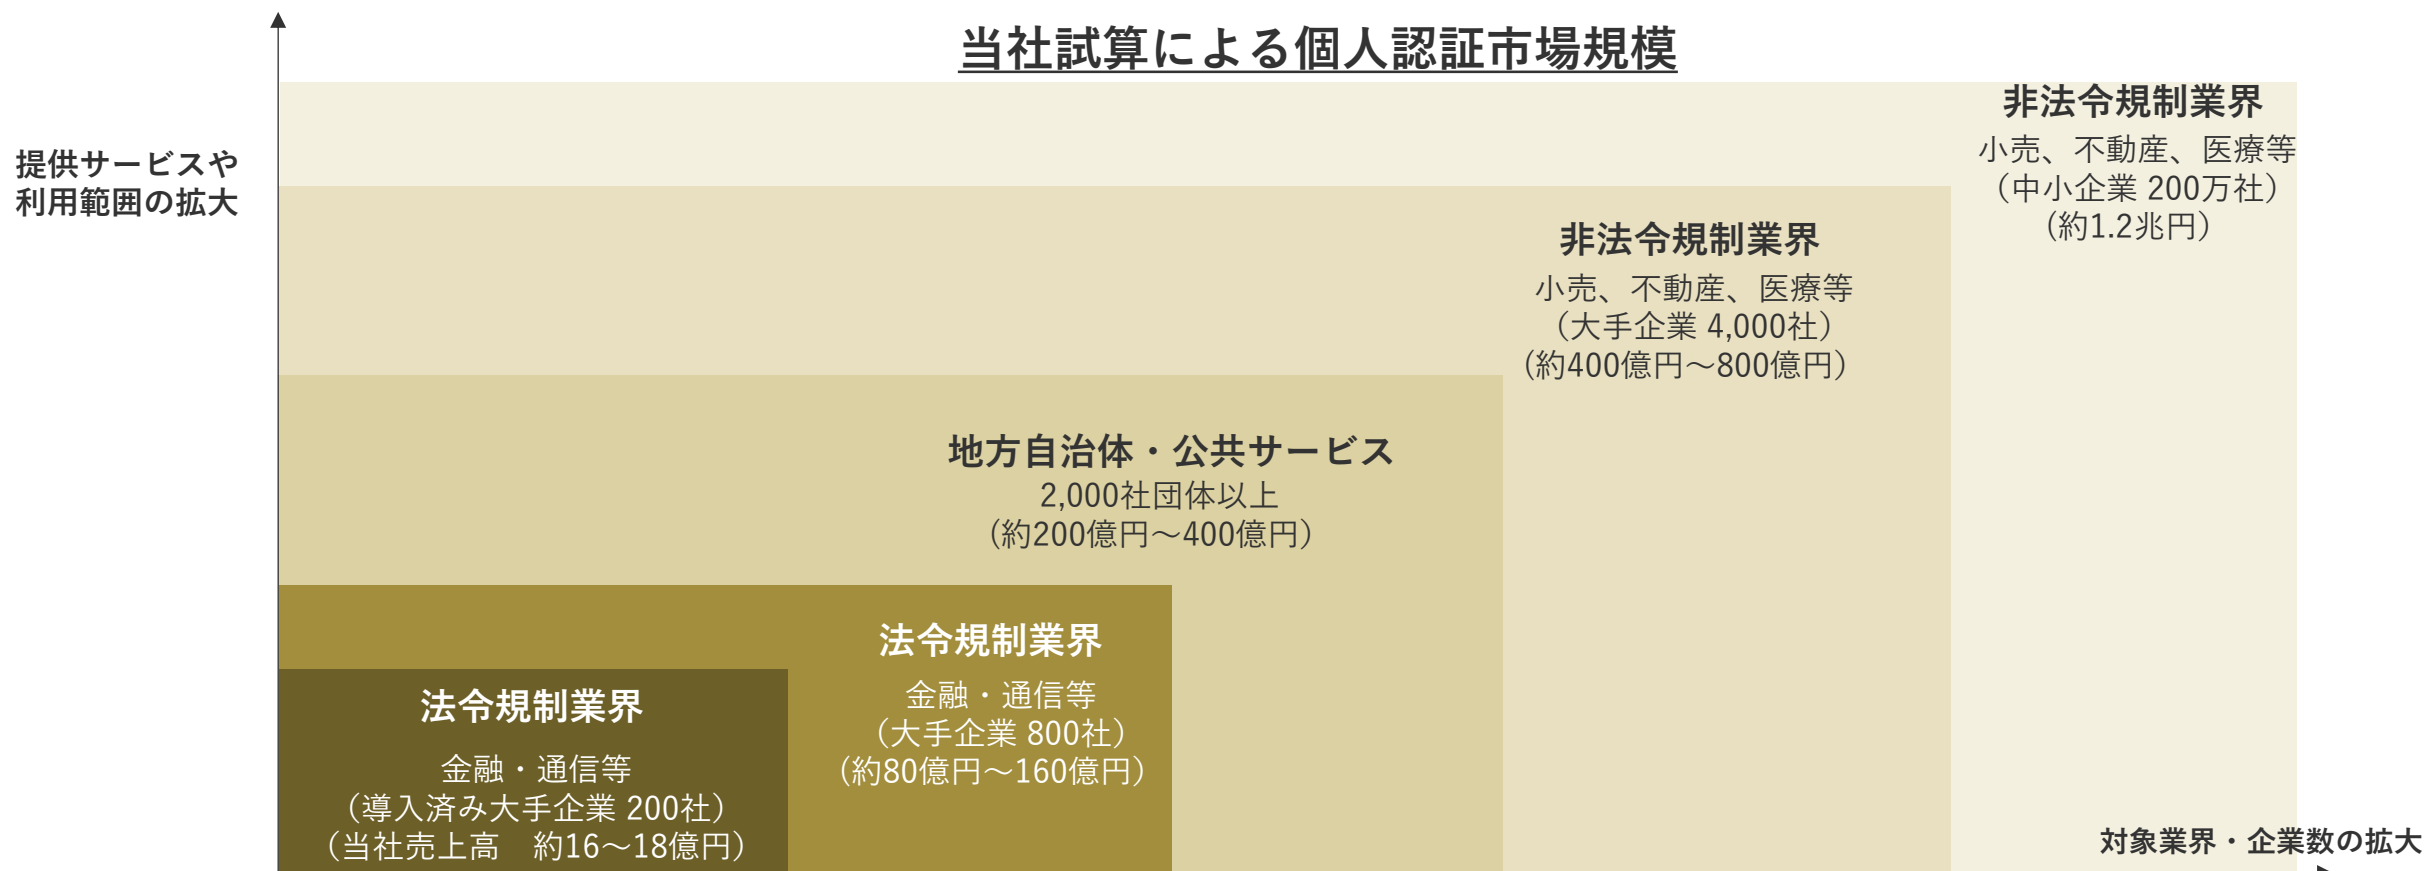 当社試算による個人認証市場規模
提供サービスや
利用範囲の拡大
非法令規制業界
小売、不動産、医療等
（中小企業 200万社）
（約1.2兆円）
非法令規制業界
小売、不動産、医療等
（大手企業 4,000社）
（約400億円～800億円）
地方自治体・公共サービス
2,000社団体以上
（約200億円～400億円）
法令規制業界
金融・通信等
（大手企業 800社）
（約80億円～160億円）
法令規制業界
金融・通信等
（導入済み大手企業 200社）
（当社売上高　約16～18億円）
対象業界・企業数の拡大